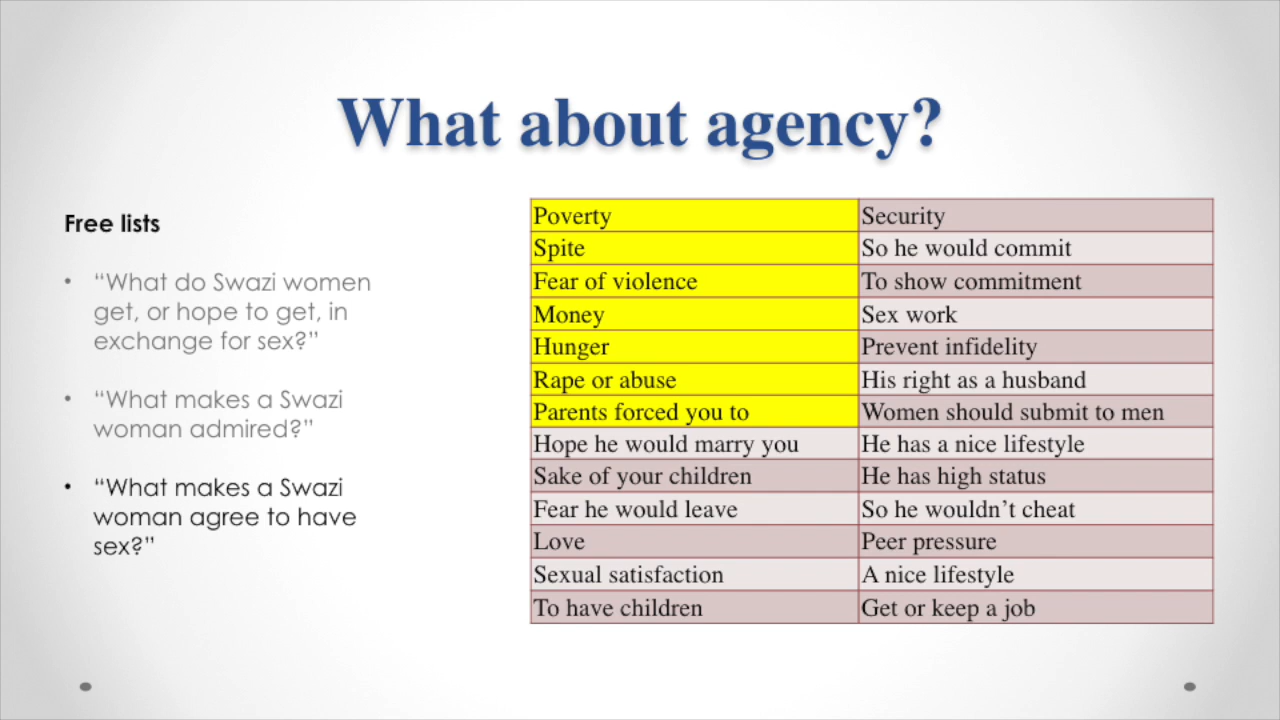 What about agency?
Free lists
• “What do Swazi women
get, or hope to get, in
exchange for sex?”
• “What makes a Swazi
woman admired?”
• “What makes a Swazi
woman agree to have
sex?”
Poverty Security
Spite So he would commit
Fear of violence To show commitment
Money Sex work
Hunger Prevent infidelity
Rape or abuse His right as a husband
Parents forced you to Women should submit to men
Hope he would marry you He has a nice lifestyle
Sake of your children He has high status
Fear he would leave So he wouldn’t cheat
Love Peer pressure
Sexual satisfaction A nice lifestyle
To have children Get or keep a job